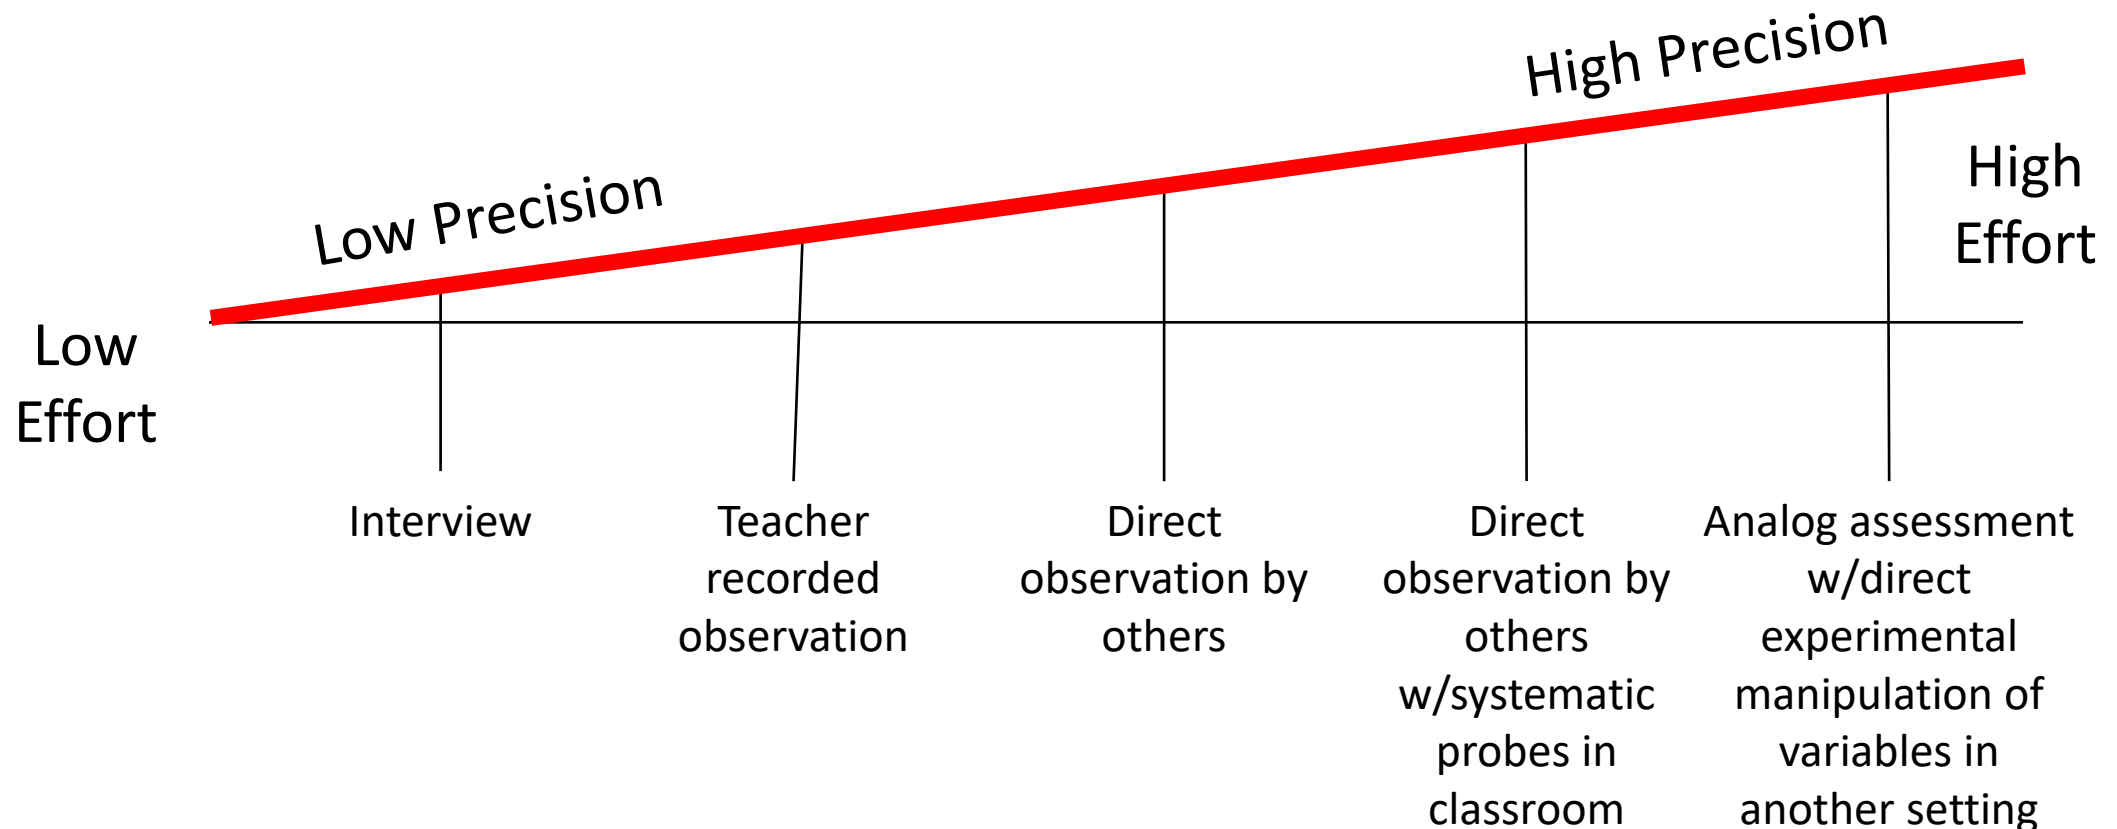 High Precision
Low Precision
High
Effort
Low
Effort
Interview
Teacher
recorded
observation
Direct
observation by
others
Direct
observation by
others
w/systematic
probes in
classroom
Analog assessment
w/direct
experimental
manipulation of
variables in
another setting